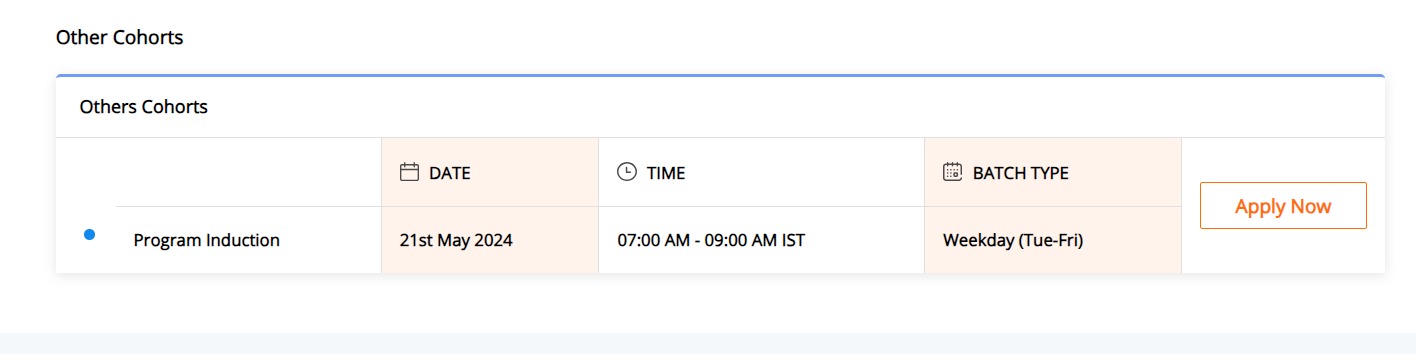 Other Cohorts
Others Cohorts
DATE TIME BATCH TYPE
Apply Now
Program Induction 21st May 2024 07:00 AM - 09:00 AM IST Weekday (Tue-Fri)